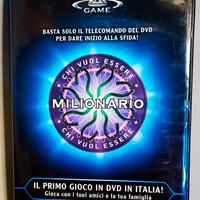 GAME
BASTA SOLO IL TELECOMANDO DEL DVD
PER DARE INIZIO ALLA SFIDA!
CHI VUOL ESSERE
MILIONARIO
CHI VUOL ESSERE
IL PRIMO GIOCO IN DVD IN ITALIA!
Gioca con i tuoi amici e la tua famiglia